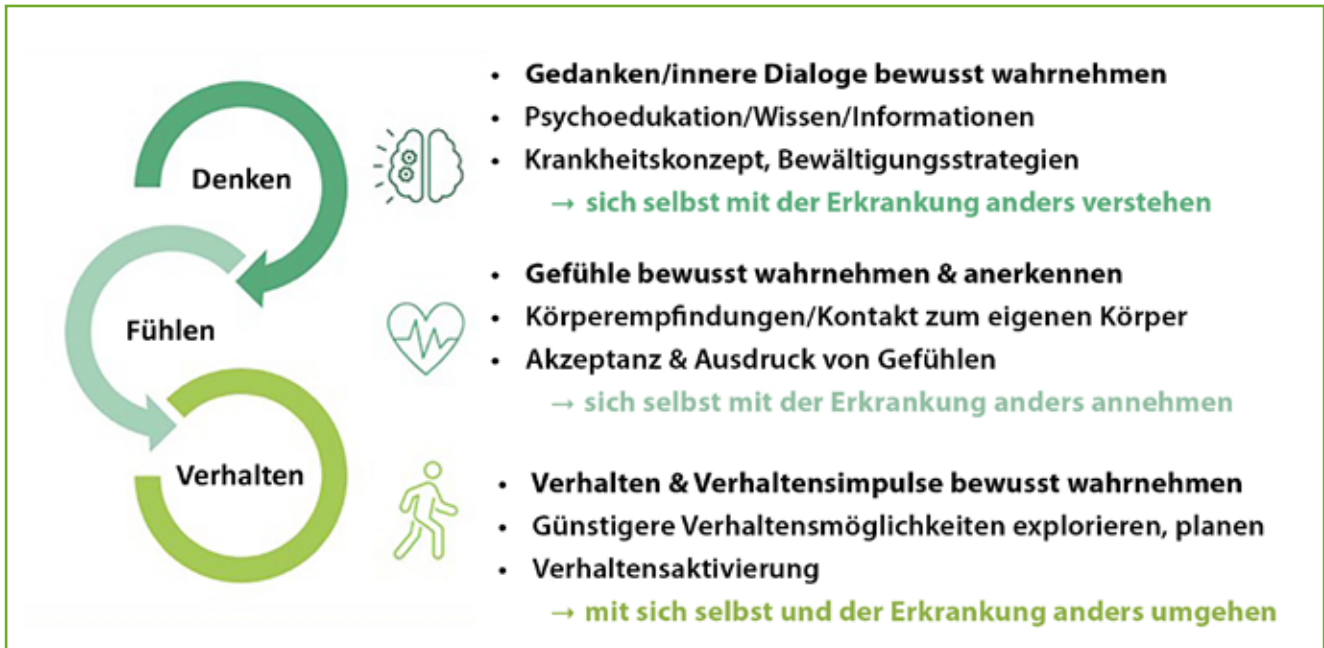 Denken
• Gedanken/innere Dialoge bewusst wahrnehmen
• Psychoedukation/Wissen/Informationen
• Krankheitskonzept, Bewältigungsstrategien
→ sich selbst mit der Erkrankung anders verstehen
Fühlen
• Gefühle bewusst wahrnehmen & anerkennen
• Körperempfindungen/Kontakt zum eigenen Körper
• Akzeptanz & Ausdruck von Gefühlen
→ sich selbst mit der Erkrankung anders annehmen
Verhalten
• Verhalten & Verhaltensimpulse bewusst wahrnehmen
• Günstigere Verhaltensmöglichkeiten explorieren, planen
• Verhaltensaktivierung
→ mit sich selbst und der Erkrankung anders umgehen